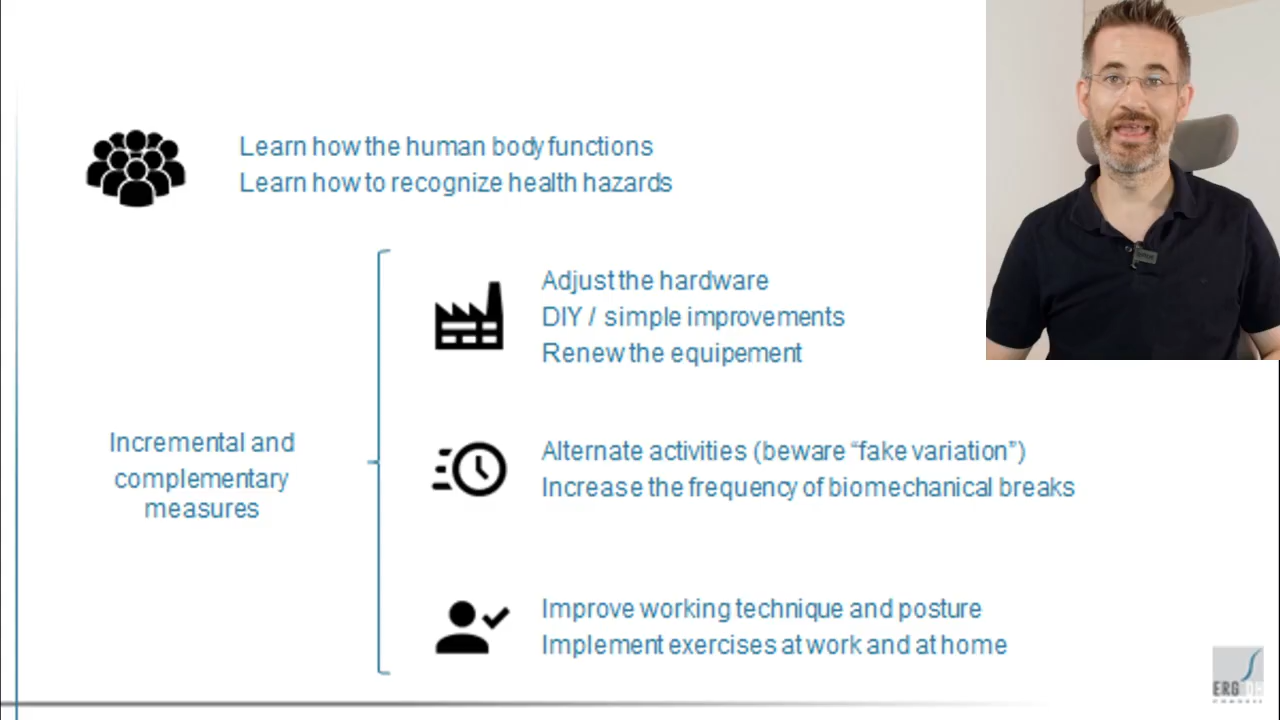 Learn how the human body functions
Learn how to recognize health hazards
Adjust the hardware
DIY / simple improvements
Renew the equipement
Incremental and
complementary
measures
Alternate activities (beware “fake variation”)
Increase the frequency of biomechanical breaks
Improve working technique and posture
Implement exercises at work and at home